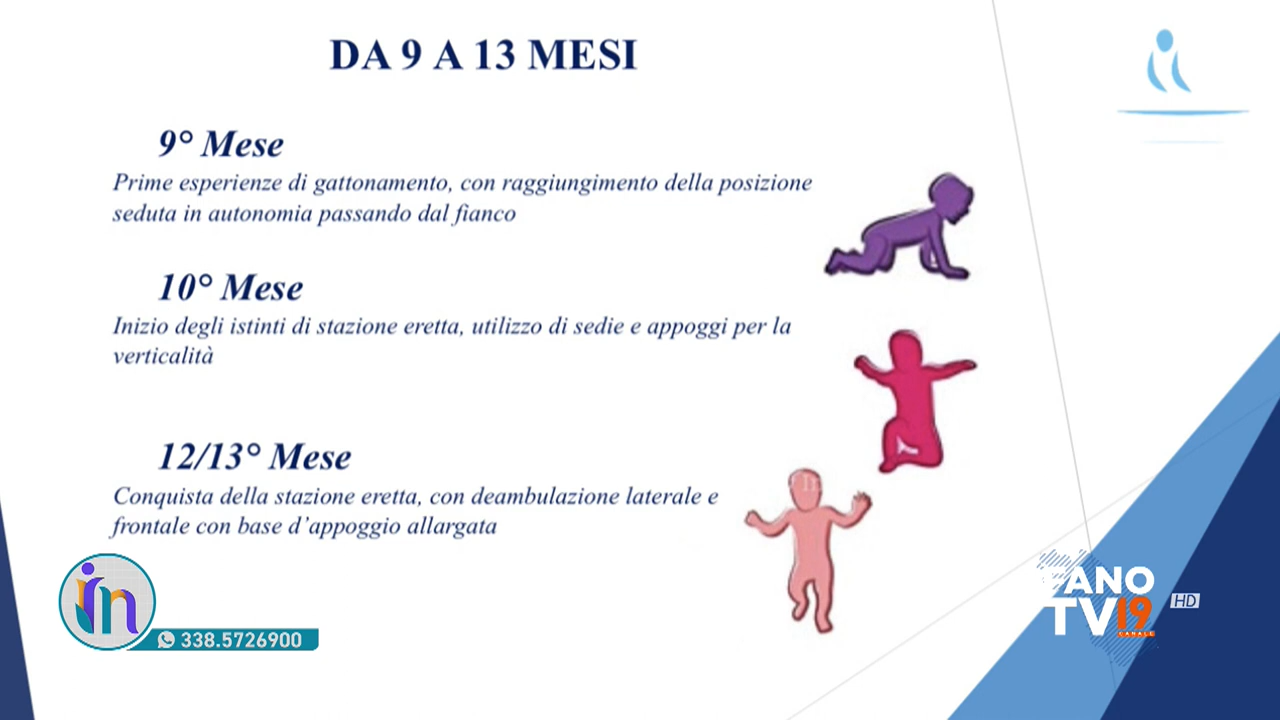 DA 9 A 13 MESI
9° Mese
Prime esperienze di gattonamento, con raggiungimento della posizione
seduta in autonomia passando dal fianco
10° Mese
Inizio degli istinti di stazione eretta, utilizzo di sedie e appoggi per la
verticalità
12/13° Mese
Conquista della stazione eretta, con deambulazione laterale e
frontale con base d’appoggio allargata
in
338.5726900
FANO
TV19
CANALE
HD